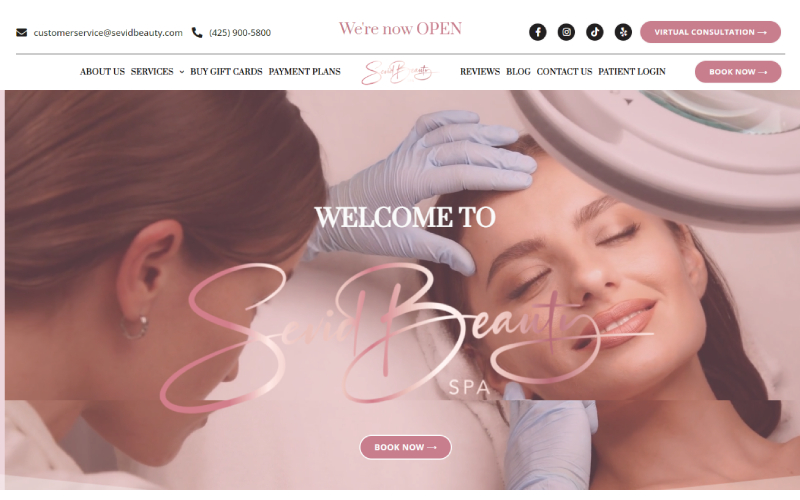 customerservice@sevidbeauty.com
(425) 900-5800
We're now OPEN
VIRTUAL CONSULTATION →
ABOUT US
SERVICES
BUY GIFT CARDS
PAYMENT PLANS
Sevid Beauty
REVIEWS
BLOG
CONTACT US
PATIENT LOGIN
BOOK NOW →
WELCOME TO
Sevid Beauty
SPA
BOOK NOW →